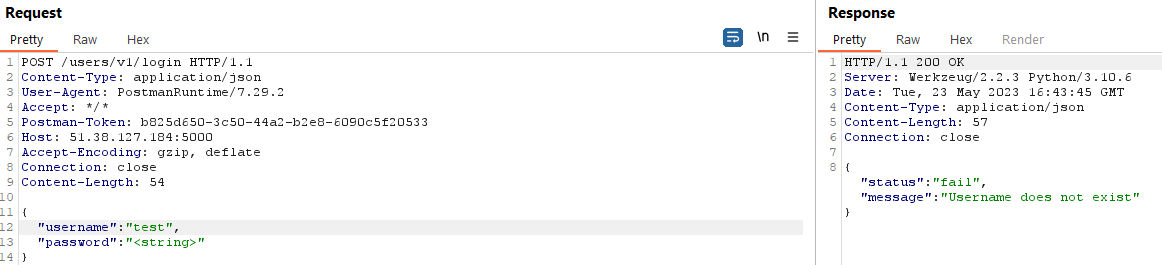 Request
Pretty Raw Hex
\n
1 POST /users/v1/login HTTP/1.1
2 Content-Type: application/json
3 User-Agent: PostmanRuntime/7.29.2
4 Accept: */*
5 Postman-Token: b825d650-3c50-44a2-b2e8-6090c5f20533
6 Host: 51.38.127.184:5000
7 Accept-Encoding: gzip, deflate
8 Connection: close
9 Content-Length: 54
10
11 {
12 "username":"test",
13 "password":"<string>"
14 }
Response
Pretty Raw Hex Render
1 HTTP/1.1 200 OK
2 Server: Werkzeug/2.2.3 Python/3.10.6
3 Date: Tue, 23 May 2023 16:43:45 GMT
4 Content-Type: application/json
5 Content-Length: 57
6 Connection: close
7
8 {
"status":"fail",
"message":"Username does not exist"
}